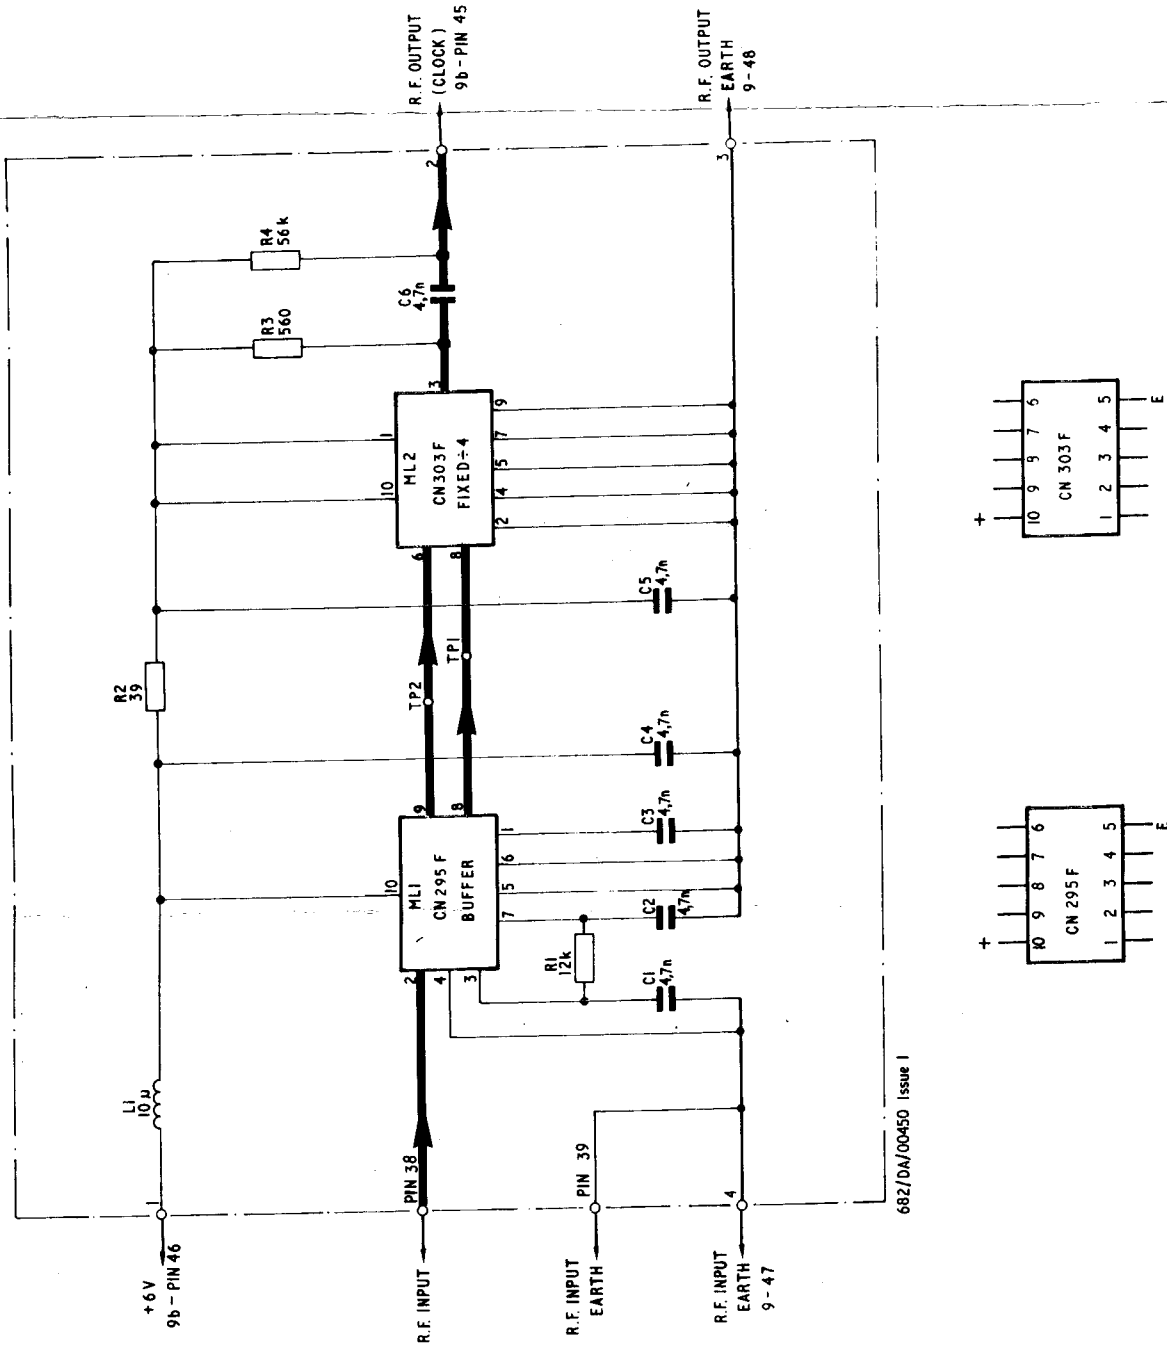 +6V
9b-PIN 46
1
L1
10 µ
R2
39
R3
560
R4
56k
R.F. INPUT
PIN 38
2
4
3
10
ML1
CN 295F
BUFFER
9
8
7
5
6
1
TP2
TP1
6
8
10
1
ML2
CN303F
FIXED÷4
3
2
4
5
7
9
C6
4,7n
2
R.F. OUTPUT
(CLOCK)
9b-PIN 45
R.F. INPUT
EARTH
PIN 39
R1
12k
C1
4,7n
C2
4,7n
C3
4,7n
C4
4,7n
C5
4,7n
R.F. INPUT
EARTH
9-47
4
3
R.F. OUTPUT
EARTH
9-48
682/DA/00450 Issue 1
+
10 9 8 7 6
CN 295F
1 2 3 4 5
E
+
10 9 8 7 6
CN 303F
1 2 3 4 5
E